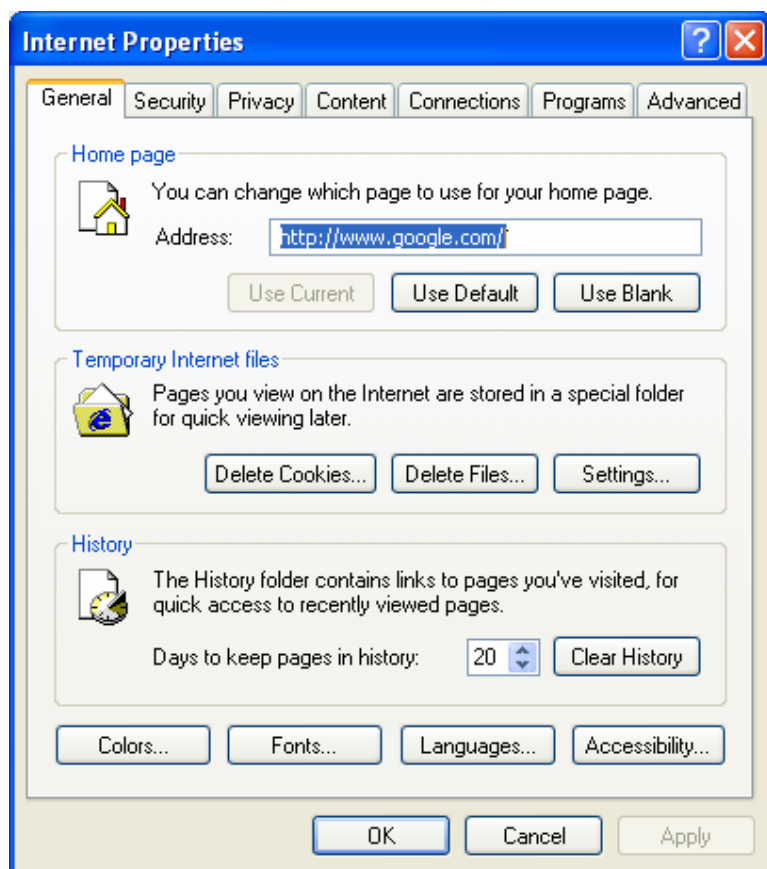 Internet Properties
General Security Privacy Content Connections Programs Advanced
Home page
You can change which page to use for your home page.
Address: http://www.google.com/
Use Current Use Default Use Blank
Temporary Internet files
Pages you view on the Internet are stored in a special folder
for quick viewing later.
Delete Cookies... Delete Files... Settings...
History
The History folder contains links to pages you've visited, for
quick access to recently viewed pages.
Days to keep pages in history: 20 Clear History
Colors... Fonts... Languages... Accessibility...
OK Cancel Apply